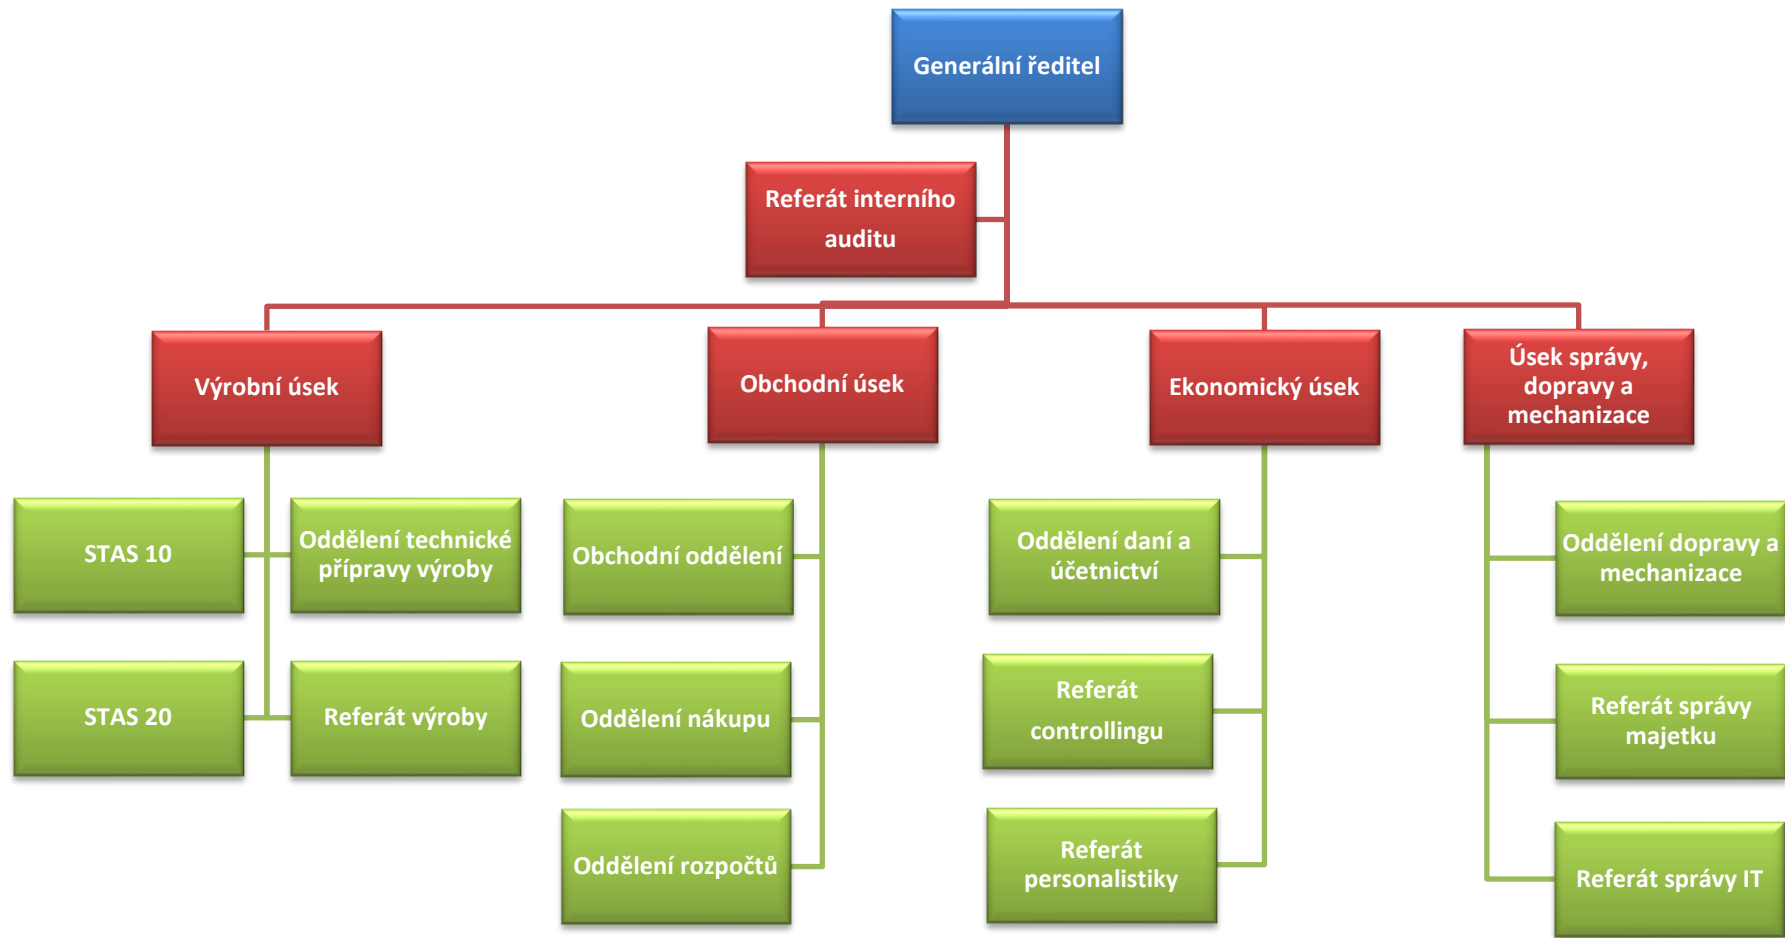 Generální ředitel
Referát interního
auditu
Výrobní úsek
Obchodní úsek
Ekonomický úsek
Úsek správy,
dopravy a
mechanizace
STAS 10
Oddělení technické
přípravy výroby
Obchodní oddělení
Oddělení daní a
účetnictví
Oddělení dopravy a
mechanizace
STAS 20
Referát výroby
Oddělení nákupu
Referát
controllingu
Referát správy
majetku
Oddělení rozpočtů
Referát
personalistiky
Referát správy IT